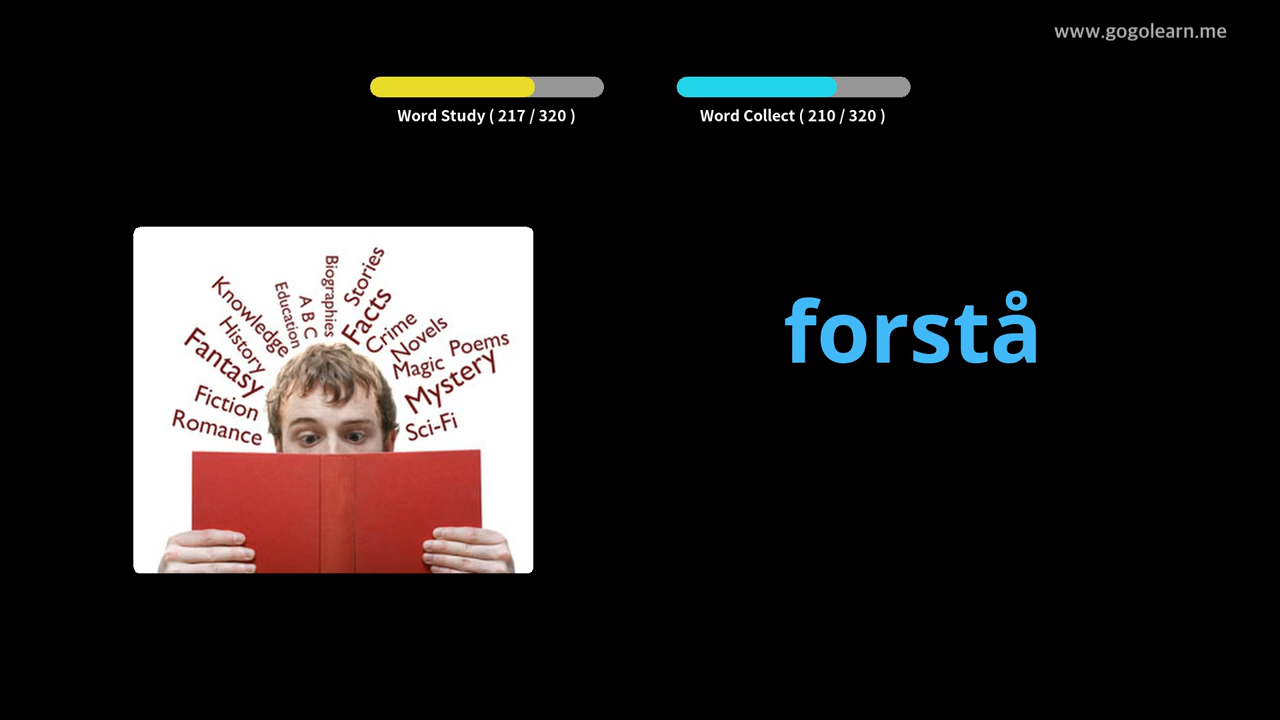 www.gogolearn.me
Word Study ( 217 / 320 )
Word Collect ( 210 / 320 )
Biographies
Stories
Knowledge
Education
A B C
Facts
History
Crime
Novels
Fantasy
Magic
Poems
Mystery
Fiction
Romance
Sci-Fi
forstå